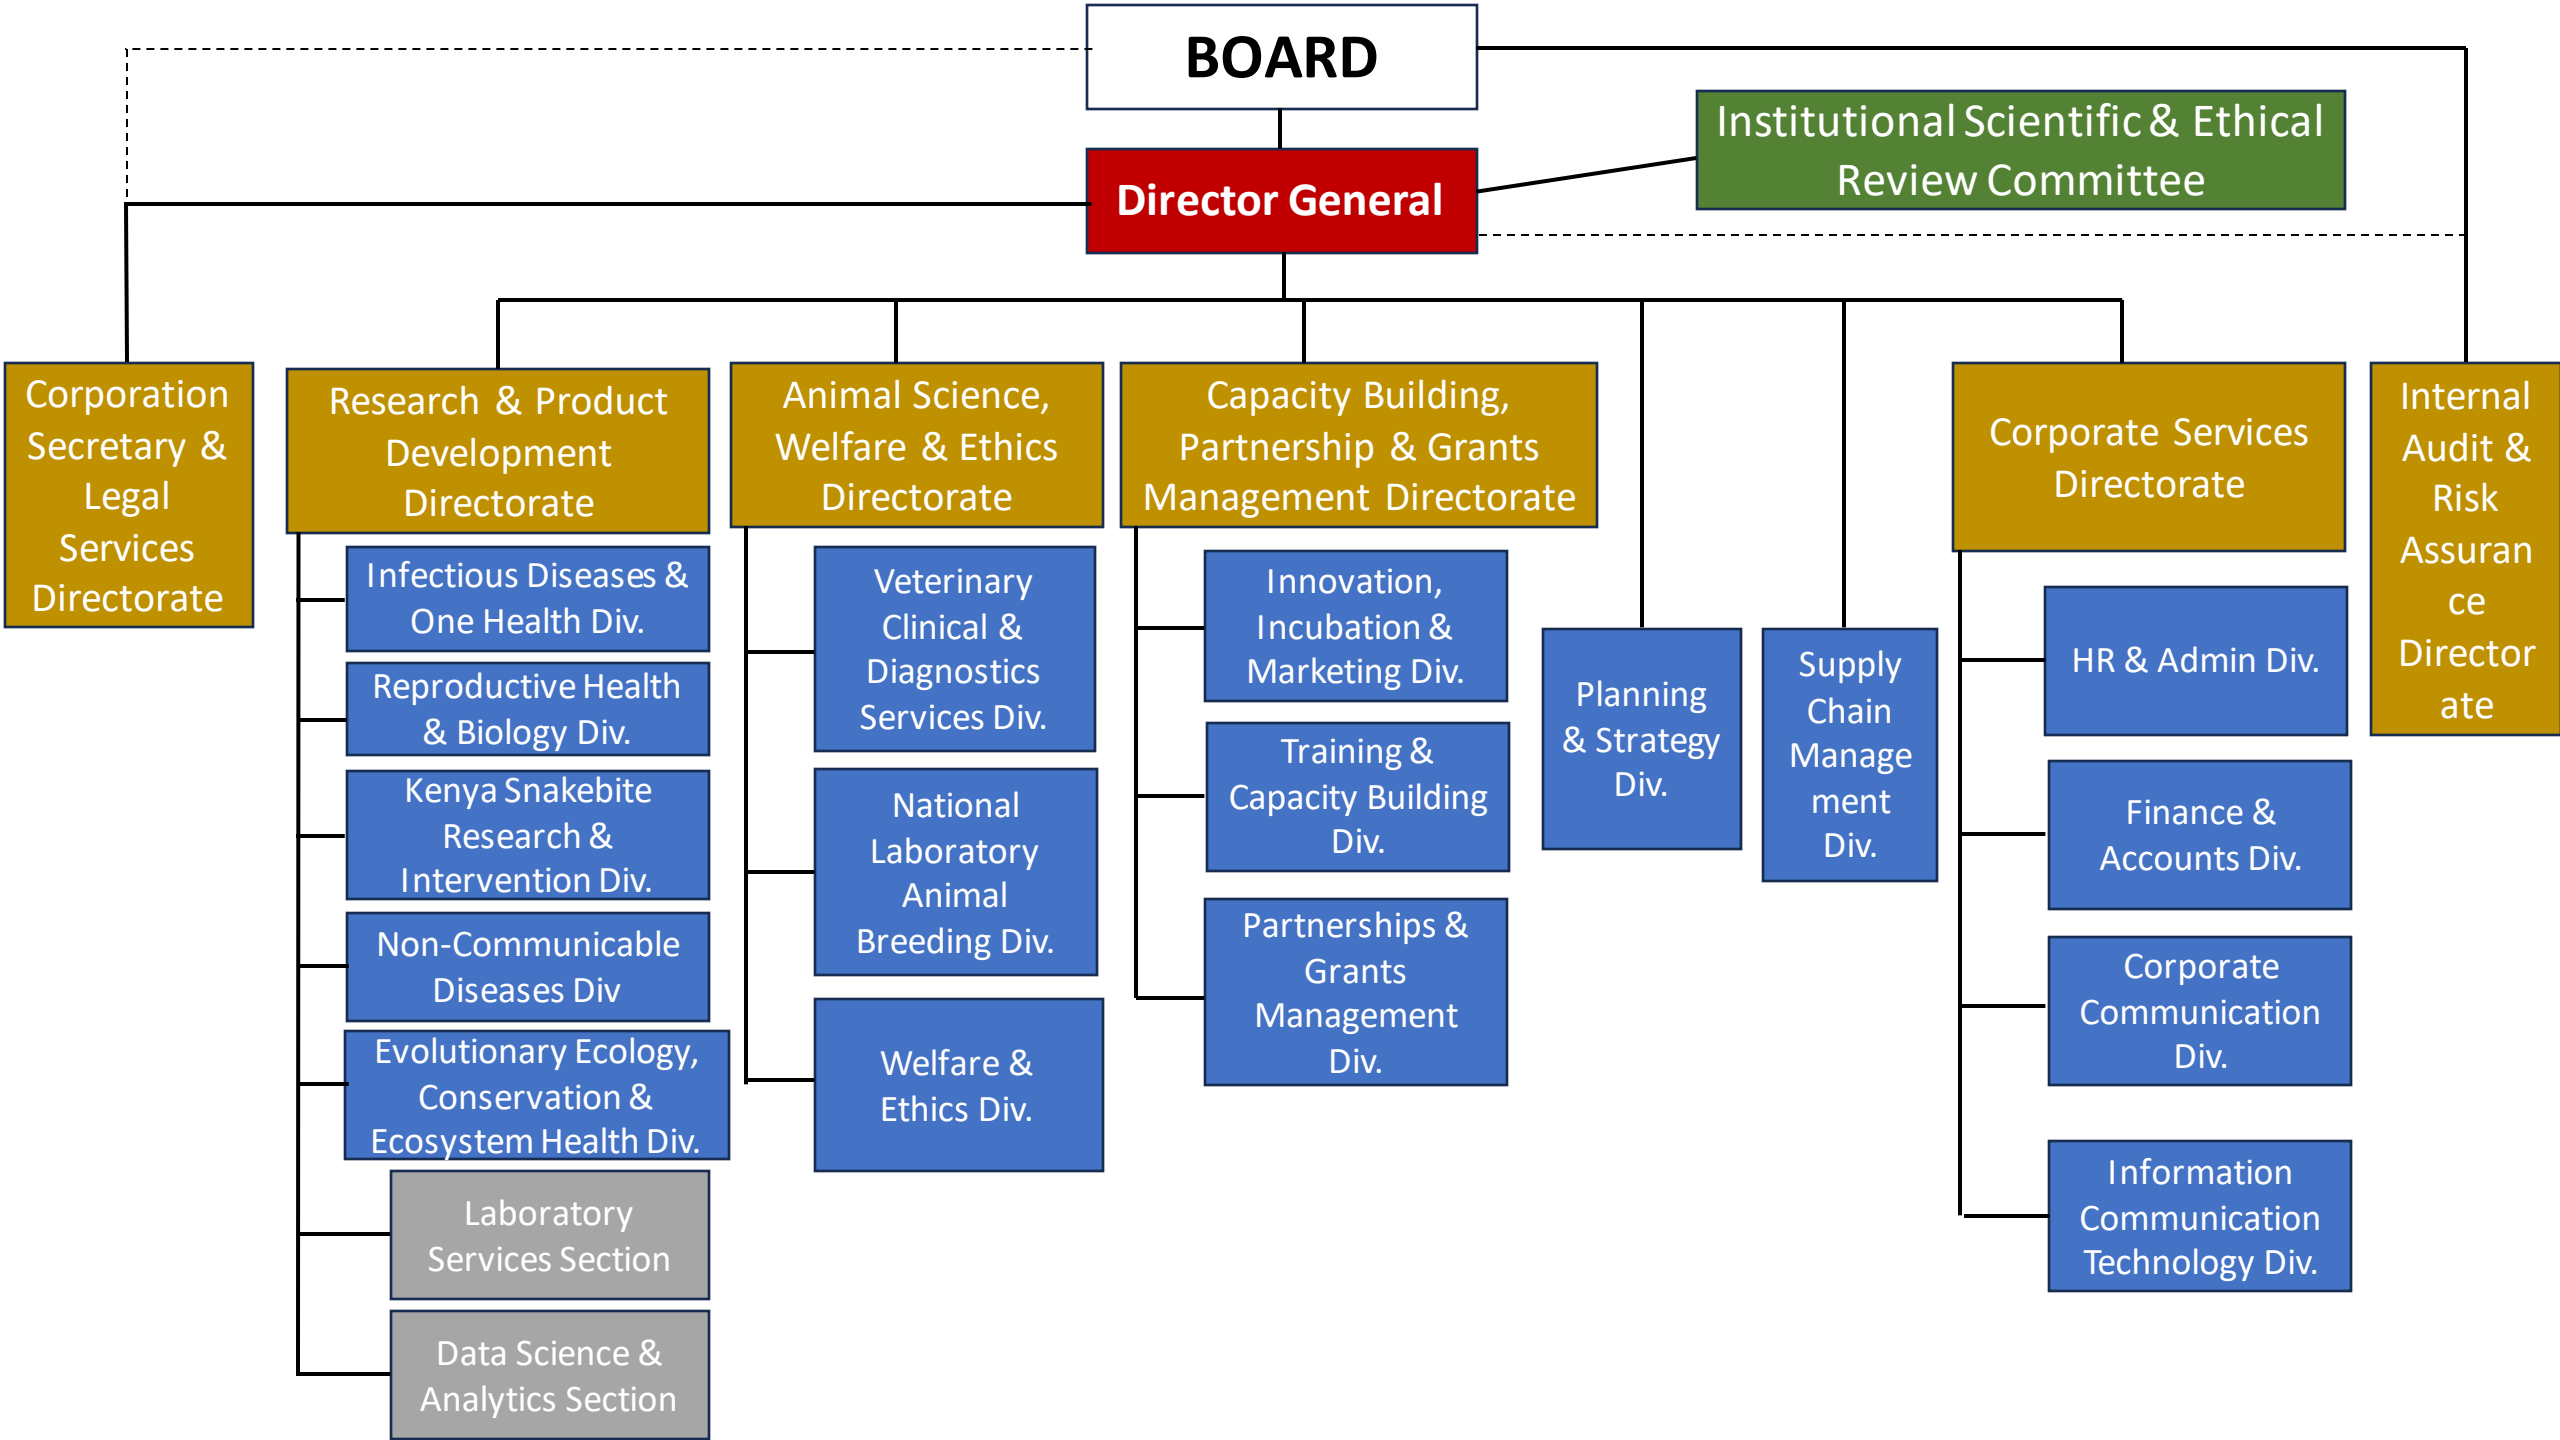 BOARD
Institutional Scientific & Ethical
Review Committee
Director General
Corporation
Secretary &
Legal
Services
Directorate
Research & Product
Development
Directorate
Infectious Diseases &
One Health Div.
Reproductive Health
& Biology Div.
Kenya Snakebite
Research &
Intervention Div.
Non-Communicable
Diseases Div
Evolutionary Ecology,
Conservation &
Ecosystem Health Div.
Laboratory
Services Section
Data Science &
Analytics Section
Animal Science,
Welfare & Ethics
Directorate
Veterinary
Clinical &
Diagnostics
Services Div.
National
Laboratory
Animal
Breeding Div.
Welfare &
Ethics Div.
Capacity Building,
Partnership & Grants
Management Directorate
Innovation,
Incubation &
Marketing Div.
Training &
Capacity Building
Div.
Partnerships &
Grants
Management
Div.
Planning
& Strategy
Div.
Supply
Chain
Manage
ment
Div.
Corporate Services
Directorate
HR & Admin Div.
Finance &
Accounts Div.
Corporate
Communication
Div.
Information
Communication
Technology Div.
Internal
Audit &
Risk
Assuran
ce
Director
ate